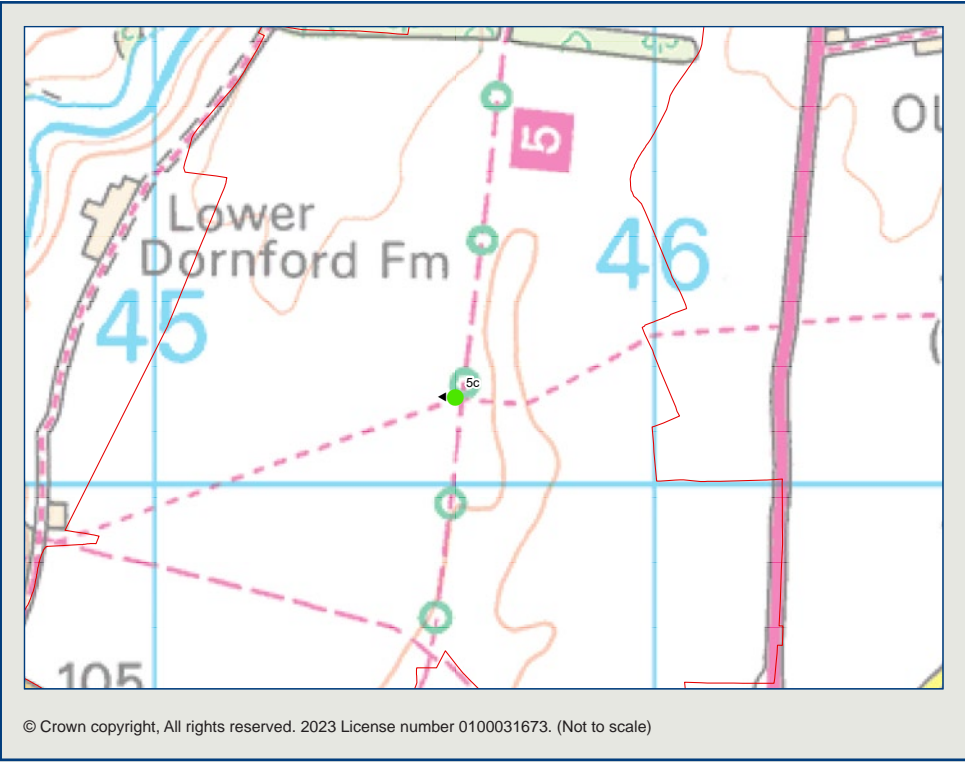 OL
5
Lower
Dornford Fm
46
45
5c
105
© Crown copyright, All rights reserved. 2023 License number 0100031673. (Not to scale)